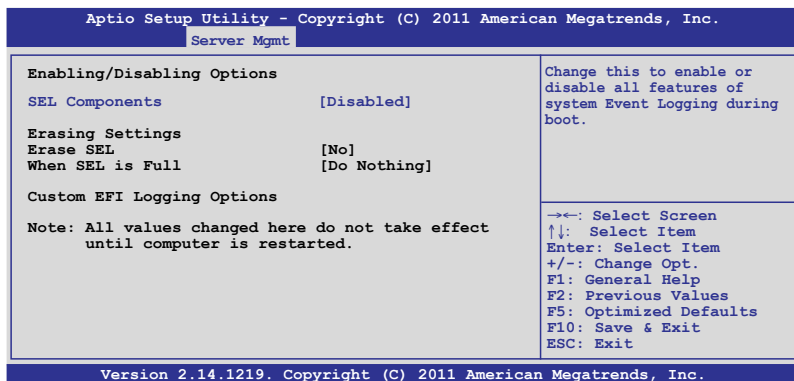 Aptio Setup Utility - Copyright (C) 2011 American Megatrends, Inc.
Server Mgmt
Enabling/Disabling Options
SEL Components [Disabled]
Erasing Settings
Erase SEL [No]
When SEL is Full [Do Nothing]
Custom EFI Logging Options
Note: All values changed here do not take effect
until computer is restarted.
Change this to enable or
disable all features of
system Event Logging during
boot.
→←: Select Screen
↑↓: Select Item
Enter: Select Item
+/-: Change Opt.
F1: General Help
F2: Previous Values
F5: Optimized Defaults
F10: Save & Exit
ESC: Exit
Version 2.14.1219. Copyright (C) 2011 American Megatrends, Inc.